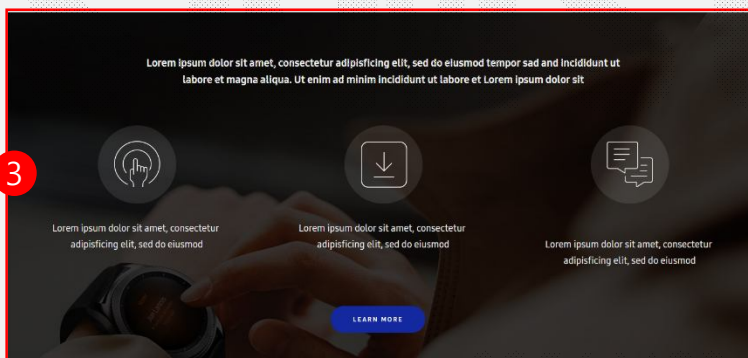 Lorem ipsum dolor sit amet, consectetur adipisficing elit, sed do eiusmod tempor sad and incididunt ut
labore et magna aliqua. Ut enim ad minim incididunt ut labore et Lorem ipsum dolor sit
3
Lorem ipsum dolor sit amet, consectetur
adipisficing elit, sed do eiusmod
Lorem ipsum dolor sit amet, consectetur
adipisficing elit, sed do eiusmod
Lorem ipsum dolor sit amet, consectetur
adipisficing elit, sed do eiusmod
LEARN MORE